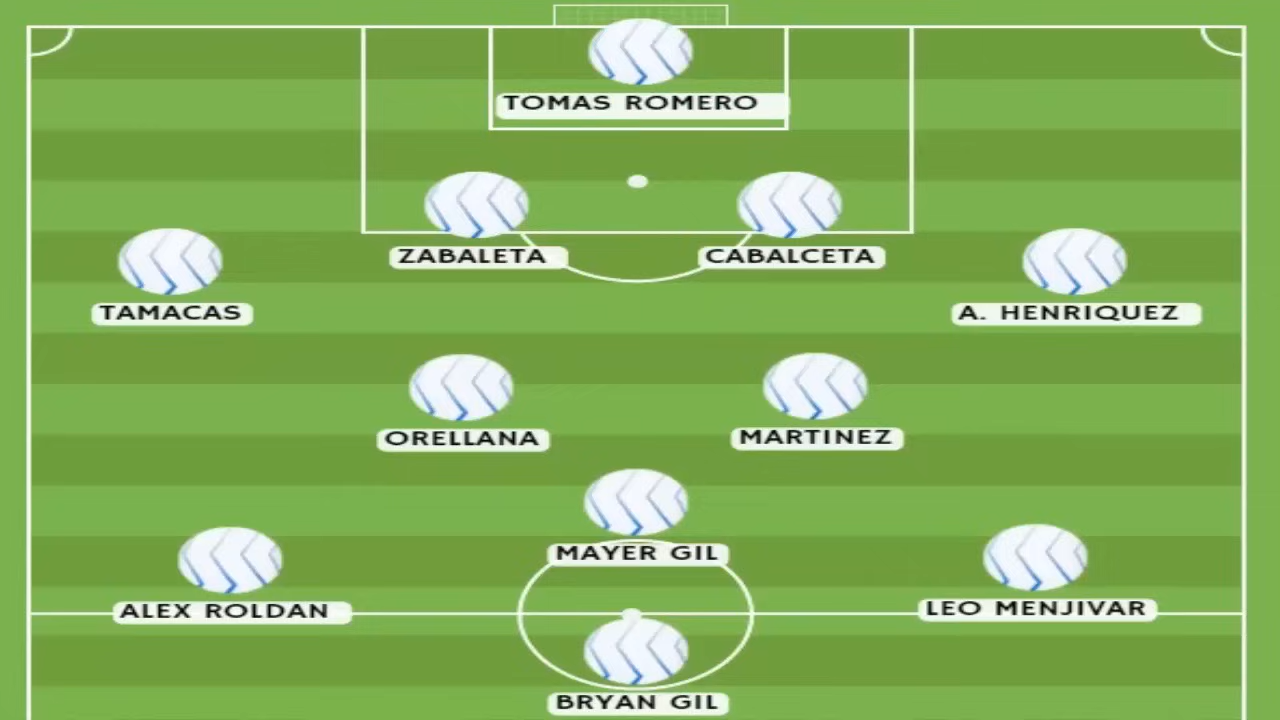 TOMAS ROMERO
ZABALETA
CABALCETA
TAMACAS
A. HENRIQUEZ
ORELLANA
MARTINEZ
MAYER GIL
ALEX ROLDAN
LEO MENJIVAR
BRYAN GIL